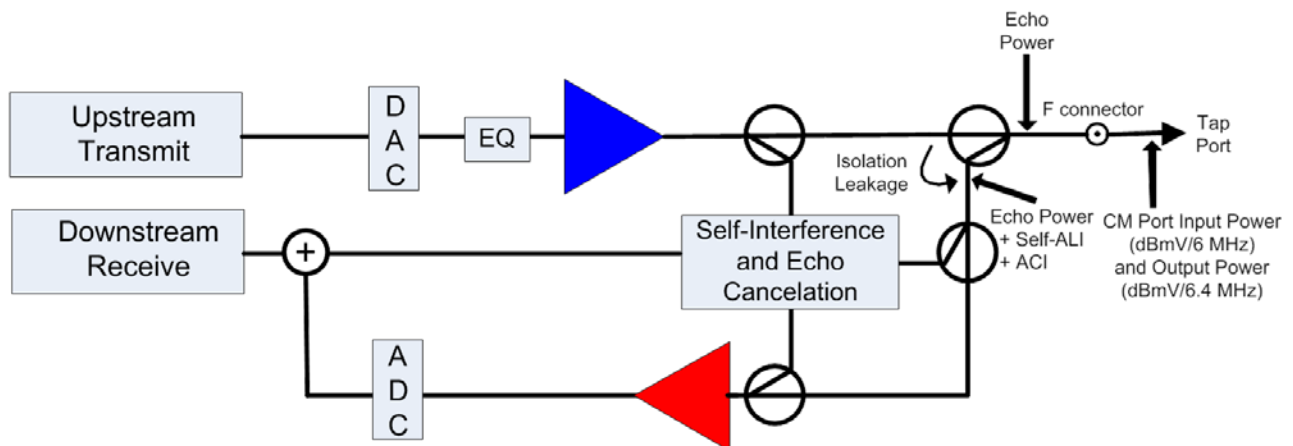 Echo
Power
Upstream
Transmit
D
A
C
EQ
F connector
Tap
Port
Isolation
Leakage
Downstream
Receive
+
Self-Interference
and Echo
Cancelation
Echo Power
+ Self-ALI
+ ACI
CM Port Input Power
(dBmV/6 MHz)
and Output Power
(dBmV/6.4 MHz)
A
D
C